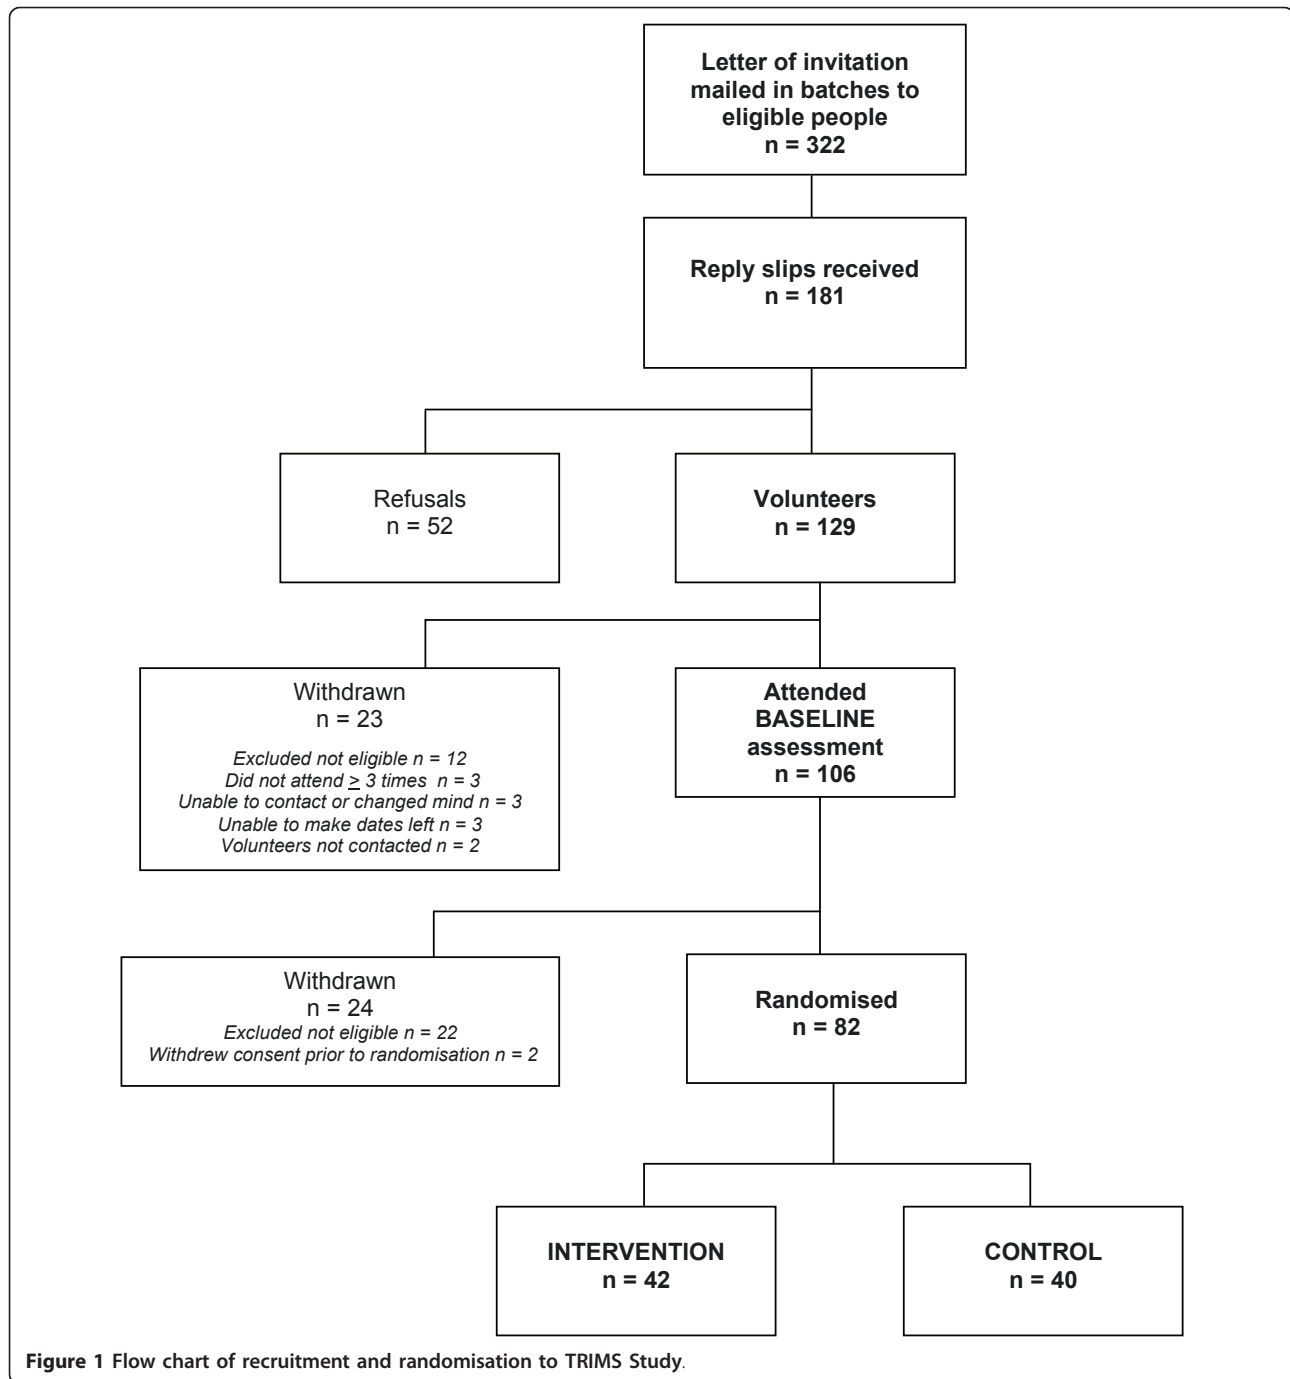 Letter of invitation
mailed in batches to
eligible people
n = 322
Reply slips received
n = 181
Refusals
n = 52
Volunteers
n = 129
Withdrawn
n = 23
Excluded not eligible n = 12
Did not attend ≥ 3 times n = 3
Unable to contact or changed mind n = 3
Unable to make dates left n = 3
Volunteers not contacted n = 2
Attended
BASELINE
assessment
n = 106
Withdrawn
n = 24
Excluded not eligible n = 22
Withdrew consent prior to randomisation n = 2
Randomised
n = 82
INTERVENTION
n = 42
CONTROL
n = 40
Figure 1 Flow chart of recruitment and randomisation to TRIMS Study.